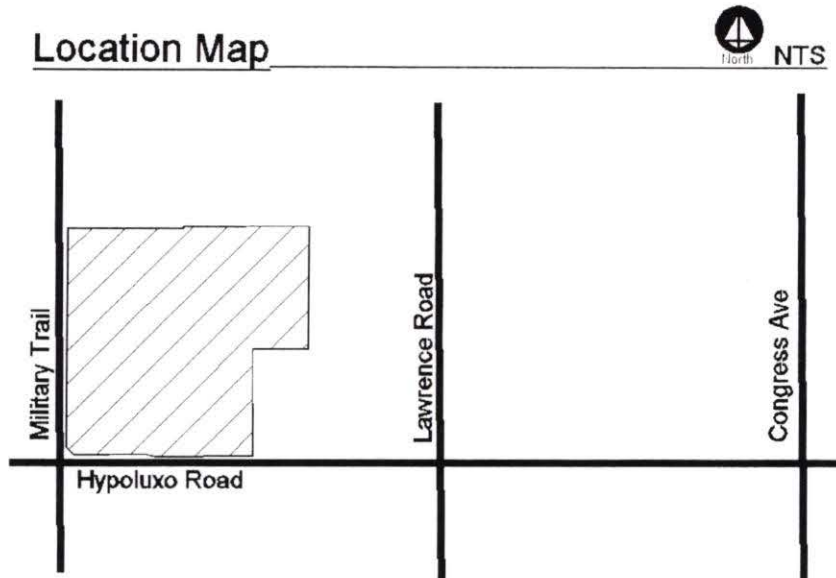 Location Map
North
NTS
Military Trail
Lawrence Road
Congress Ave
Hypoluxo Road